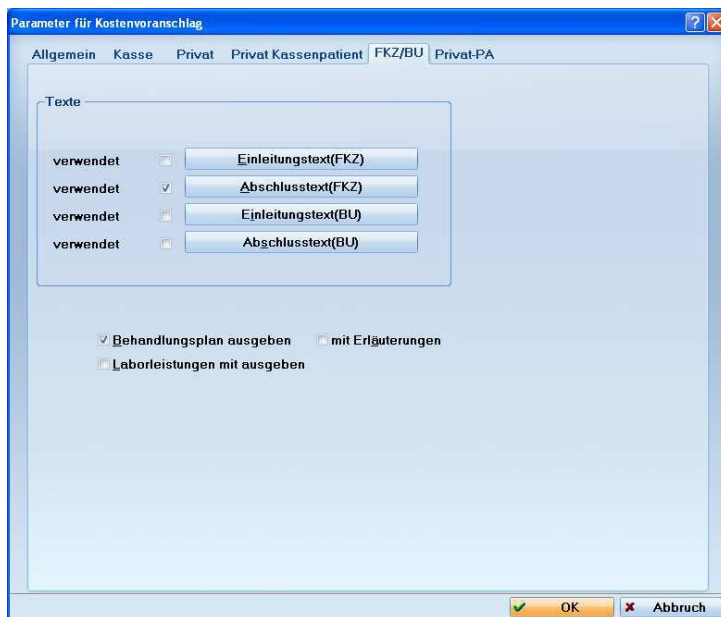 Parameter für Kostenvoranschlag
Allgemein Kasse Privat Privat Kassenpatient FKZ/BU Privat-PA
Texte
verwendet Einleitungstext(FKZ)
verwendet Abschlusstext(FKZ)
verwendet Einleitungstext(BU)
verwendet Abschlusstext(BU)
Behandlungsplan ausgeben mit Erläuterungen
Laborleistungen mit ausgeben
OK Abbruch